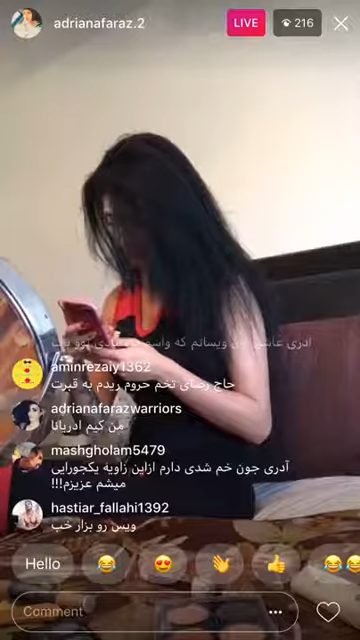 adrianafaraz.2
LIVE
216
aminrezaiy1362
حاج رضای تخم حروم ریدم به قبرت
adrianafarazwarriors
من کیم ادریانا
mashgholam5479
آدری جون خم شدی دارم ازاین زاویه یکجورایی
میشم عزیزم!!!
hastiar_fallahi1392
ویس رو بزار خب
Hello
Comment